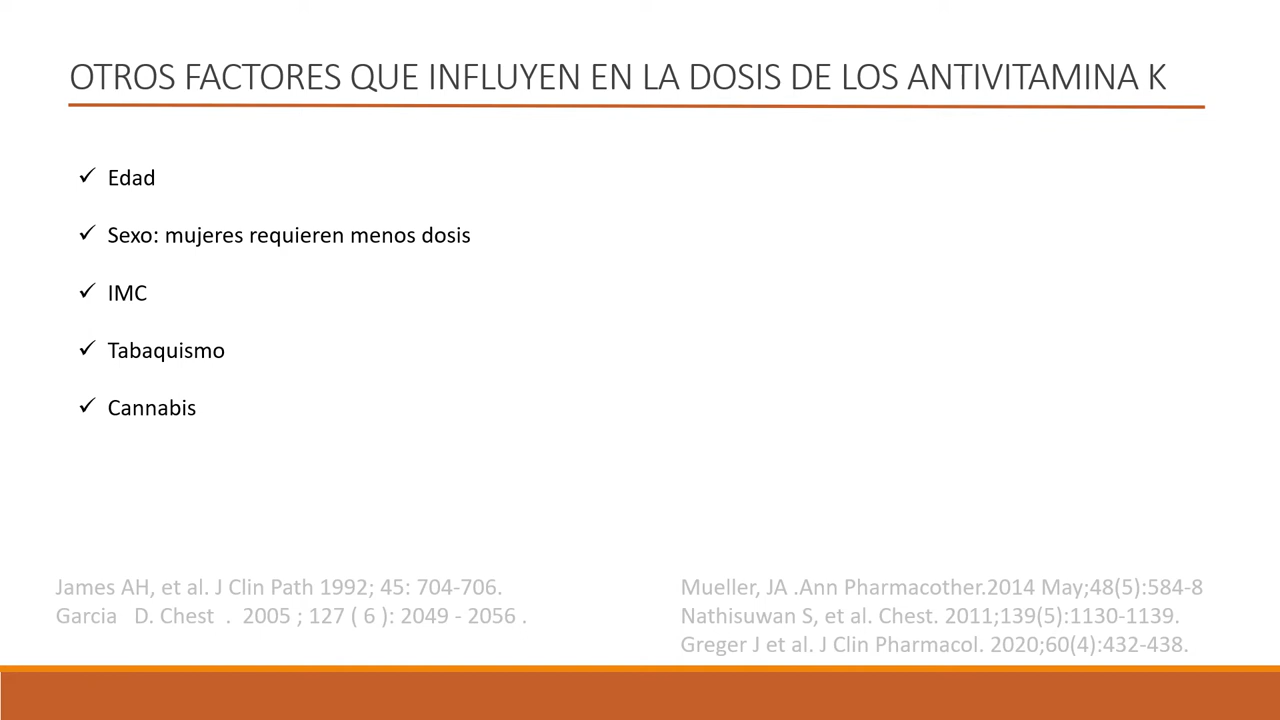 OTROS FACTORES QUE INFLUYEN EN LA DOSIS DE LOS ANTIVITAMINA K
✓ Edad
✓ Sexo: mujeres requieren menos dosis
✓ IMC
✓ Tabaquismo
✓ Cannabis
James AH, et al. J Clin Path 1992; 45: 704-706.
Garcia D. Chest . 2005 ; 127 ( 6 ): 2049 - 2056 .
Mueller, JA .Ann Pharmacother.2014 May;48(5):584-8
Nathisuwan S, et al. Chest. 2011;139(5):1130-1139.
Greger J et al. J Clin Pharmacol. 2020;60(4):432-438.